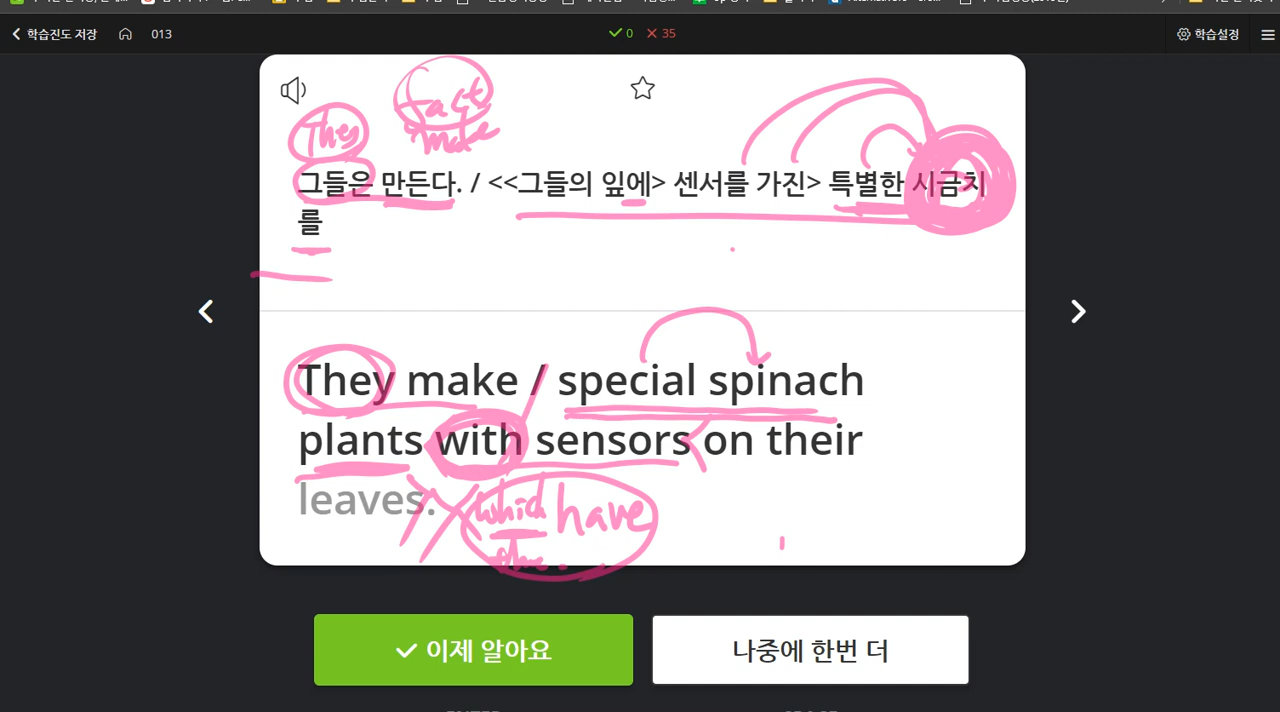 학습진도 저장
013
0
35
학습설정
They
fact
make
그들은 만든다. / <<그들의 잎에> 센서를 가진> 특별한 시금치
를
They make / special spinach
plants with sensors on their
leaves.
which have
이제 알아요
나중에 한번 더